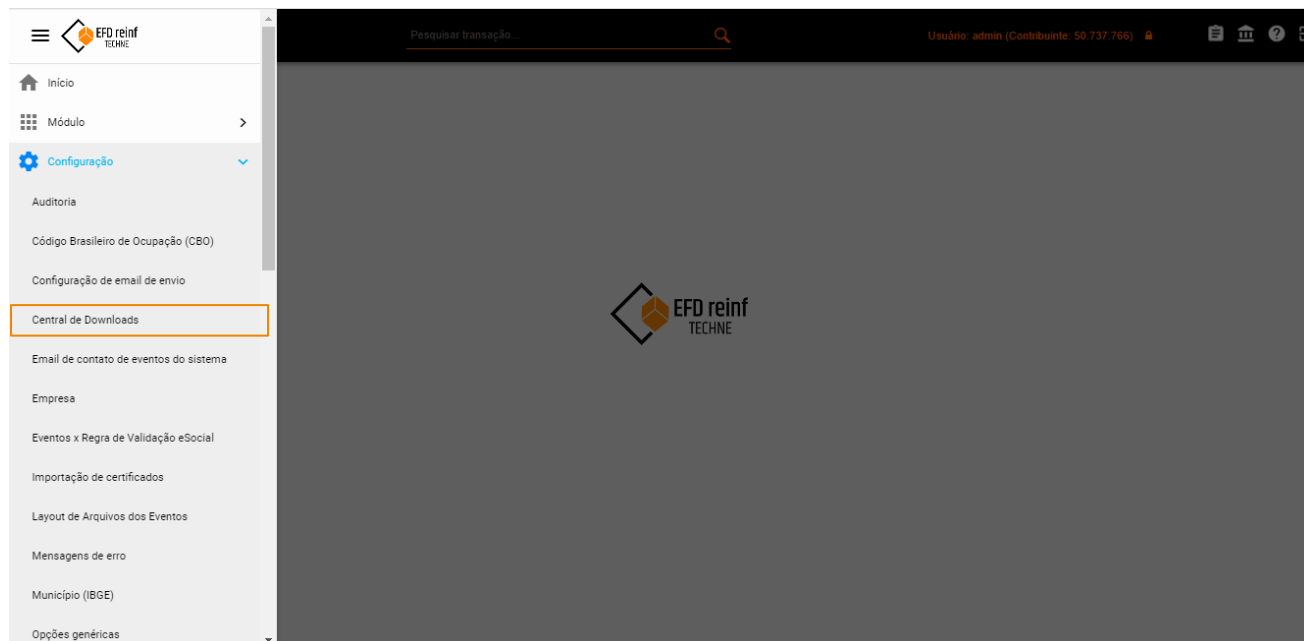 EFD reinf
TECHNE
Pesquisar transação...
Usuário: admin (Contribuinte: 50.737.766)
Início
Módulo
Configuração
Auditoria
Código Brasileiro de Ocupação (CBO)
Configuração de email de envio
Central de Downloads
Email de contato de eventos do sistema
Empresa
Eventos x Regra de Validação eSocial
Importação de certificados
Layout de Arquivos dos Eventos
Mensagens de erro
Município (IBGE)
Opções genéricas
EFD reinf
TECHNE